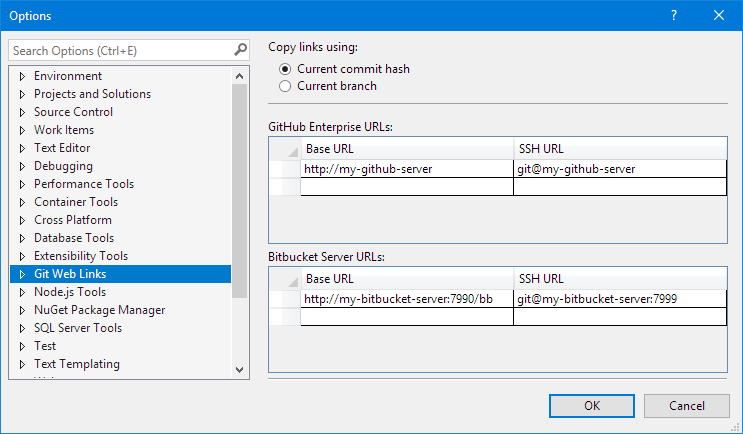 Options
?
Search Options (Ctrl+E)
Environment
Projects and Solutions
Source Control
Work Items
Text Editor
Debugging
Performance Tools
Container Tools
Cross Platform
Database Tools
Extensibility Tools
Git Web Links
Node.js Tools
NuGet Package Manager
SQL Server Tools
Test
Text Templating
Copy links using:
Current commit hash
Current branch
GitHub Enterprise URLs:
Base URL SSH URL
http://my-github-server git@my-github-server
Bitbucket Server URLs:
Base URL SSH URL
http://my-bitbucket-server:7990/bb git@my-bitbucket-server:7999
OK Cancel